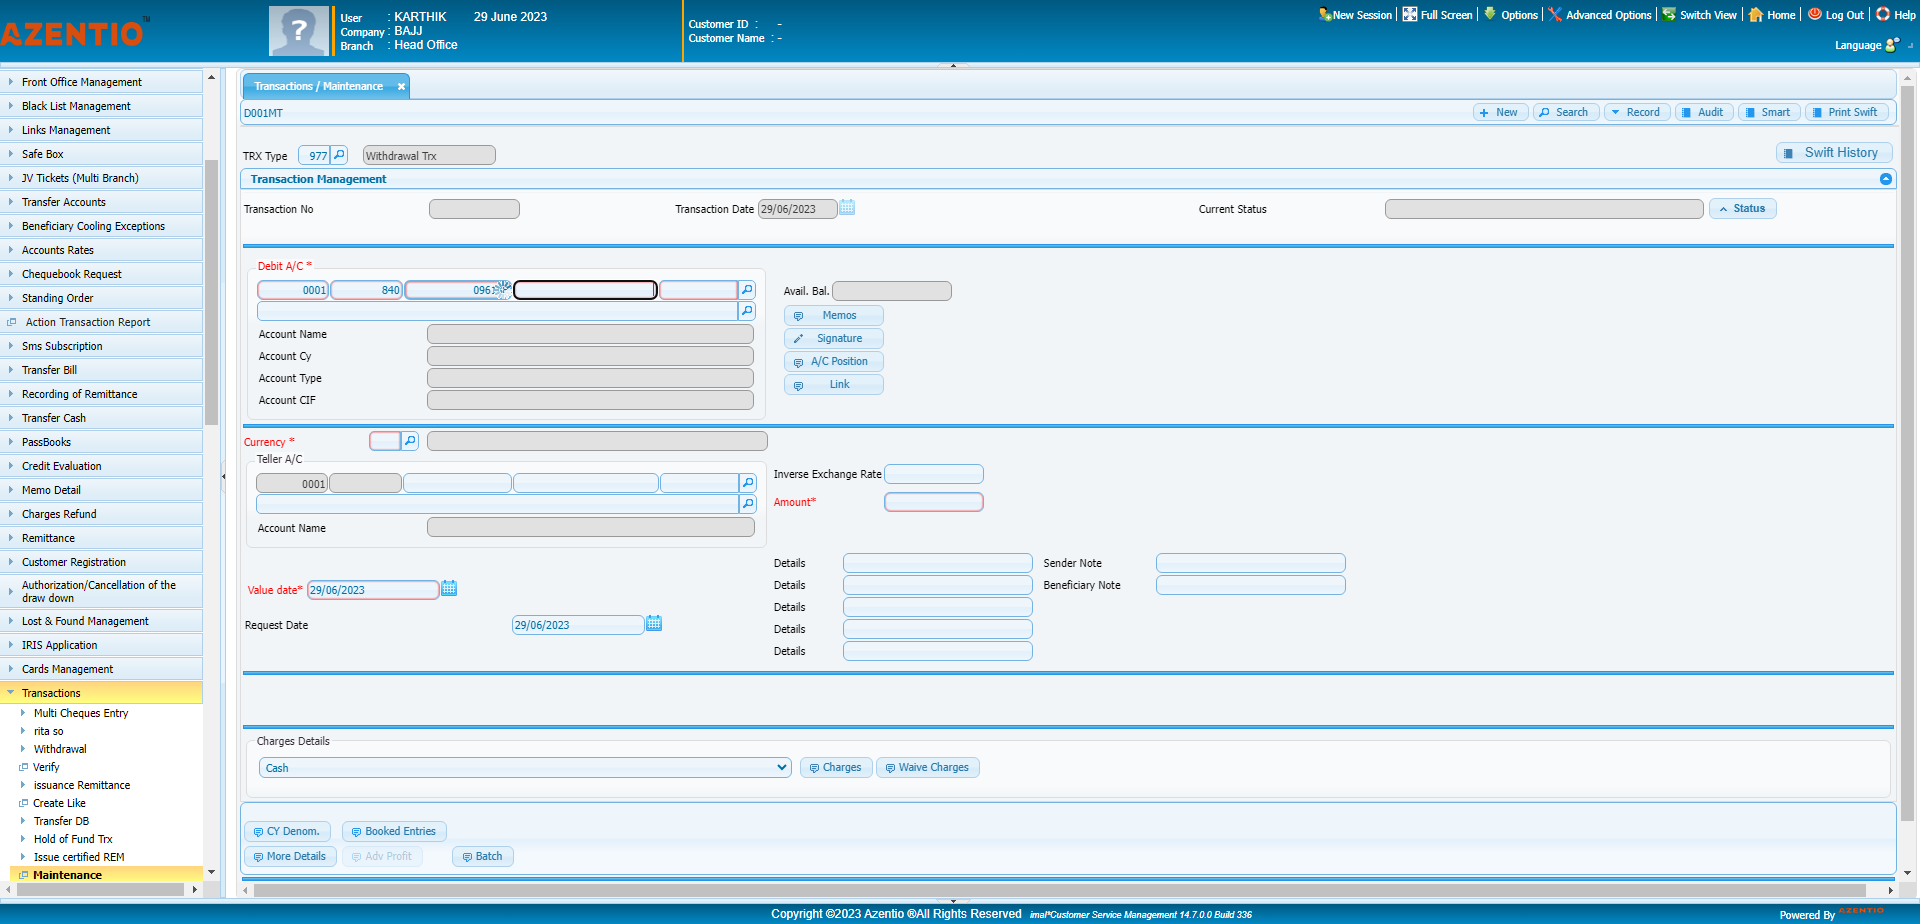 AZENTIO™
User : KARTHIK 29 June 2023
Company : BAJJ
Branch : Head Office
Customer ID : -
Customer Name : -
New Session Full Screen Options Advanced Options Switch View Home Log Out Help
Language
Front Office Management
Black List Management
Links Management
Safe Box
JV Tickets (Multi Branch)
Transfer Accounts
Beneficiary Cooling Exceptions
Accounts Rates
Chequebook Request
Standing Order
Action Transaction Report
Sms Subscription
Transfer Bill
Recording of Remittance
Transfer Cash
PassBooks
Credit Evaluation
Memo Detail
Charges Refund
Remittance
Customer Registration
Authorization/Cancellation of the
draw down
Lost & Found Management
IRIS Application
Cards Management
Transactions
Multi Cheques Entry
rita so
Withdrawal
Verify
issuance Remittance
Create Like
Transfer DB
Hold of Fund Trx
Issue certified REM
Maintenance
Transactions / Maintenance
D001MT
New Search Record Audit Smart Print Swift
TRX Type 977 Withdrawal Trx
Swift History
Transaction Management
Transaction No
Transaction Date 29/06/2023
Current Status
Status
Debit A/C *
0001 840 0961
Avail. Bal.
Memos
Signature
A/C Position
Link
Account Name
Account Cy
Account Type
Account CIF
Currency *
Teller A/C
0001
Account Name
Inverse Exchange Rate
Amount*
Value date* 29/06/2023
Request Date 29/06/2023
Details
Details
Details
Details
Details
Sender Note
Beneficiary Note
Charges Details
Cash
Charges
Waive Charges
CY Denom. Booked Entries
More Details Adv Profit Batch
Copyright ©2023 Azentio ®All Rights Reserved imal*Customer Service Management 14.7.0.0 Build 336
Powered By AZENTIO